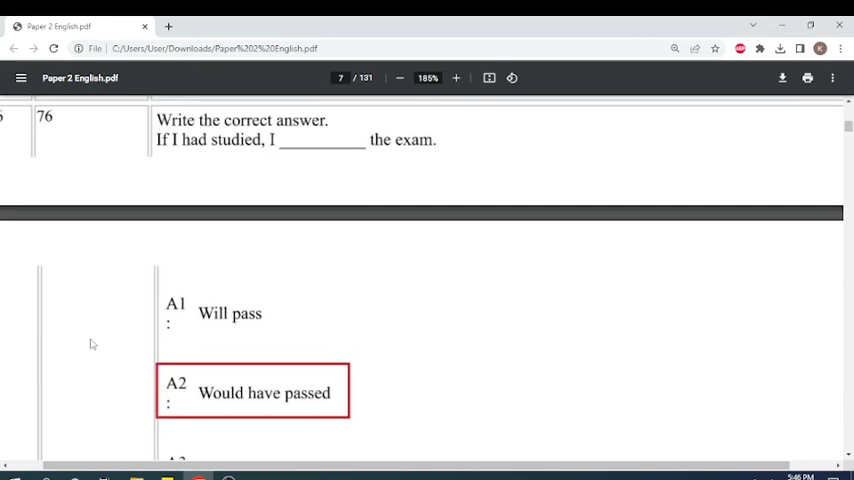 Paper 2 English.pdf
File
C:/Users/User/Downloads/Paper%202%20English.pdf
ABP
K
Paper 2 English.pdf
7 / 131
185%
76
Write the correct answer.
If I had studied, I __________ the exam.
A1
:
Will pass
A2
:
Would have passed
5:46 PM